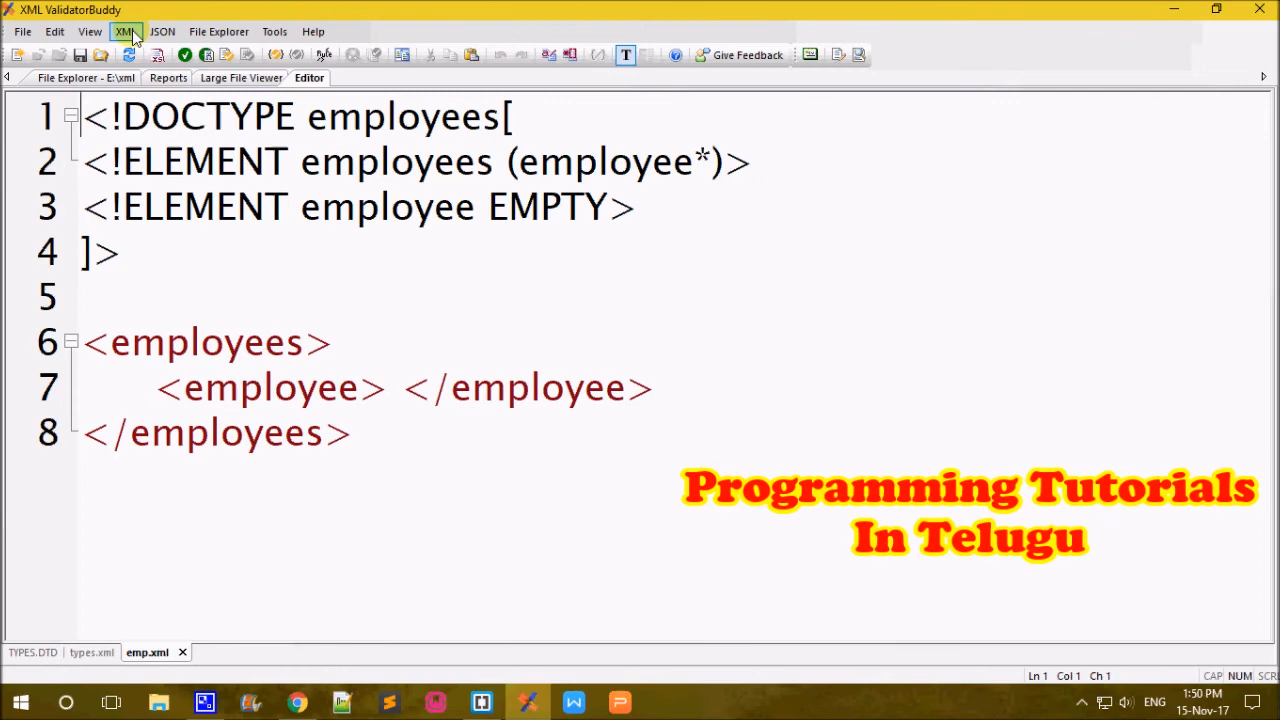 XML ValidatorBuddy
File Edit View XML JSON File Explorer Tools Help
T Give Feedback
File Explorer - E:\xml Reports Large File Viewer Editor
1 <!DOCTYPE employees[
2 <!ELEMENT employees (employee*)>
3 <!ELEMENT employee EMPTY>
4 ]>
5
6 <employees>
7 <employee> </employee>
8 </employees>
Programming Tutorials
In Telugu
TYPES.DTD types.xml emp.xml
Ln 1 Col 1 Ch 1 CAP NUM SCRL
ENG 1:50 PM
15-Nov-17